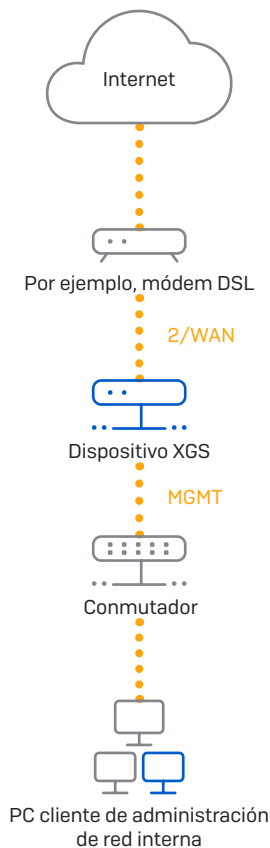 Internet
Por ejemplo, módem DSL
2/WAN
Dispositivo XGS
MGMT
Conmutador
PC cliente de administración
de red interna